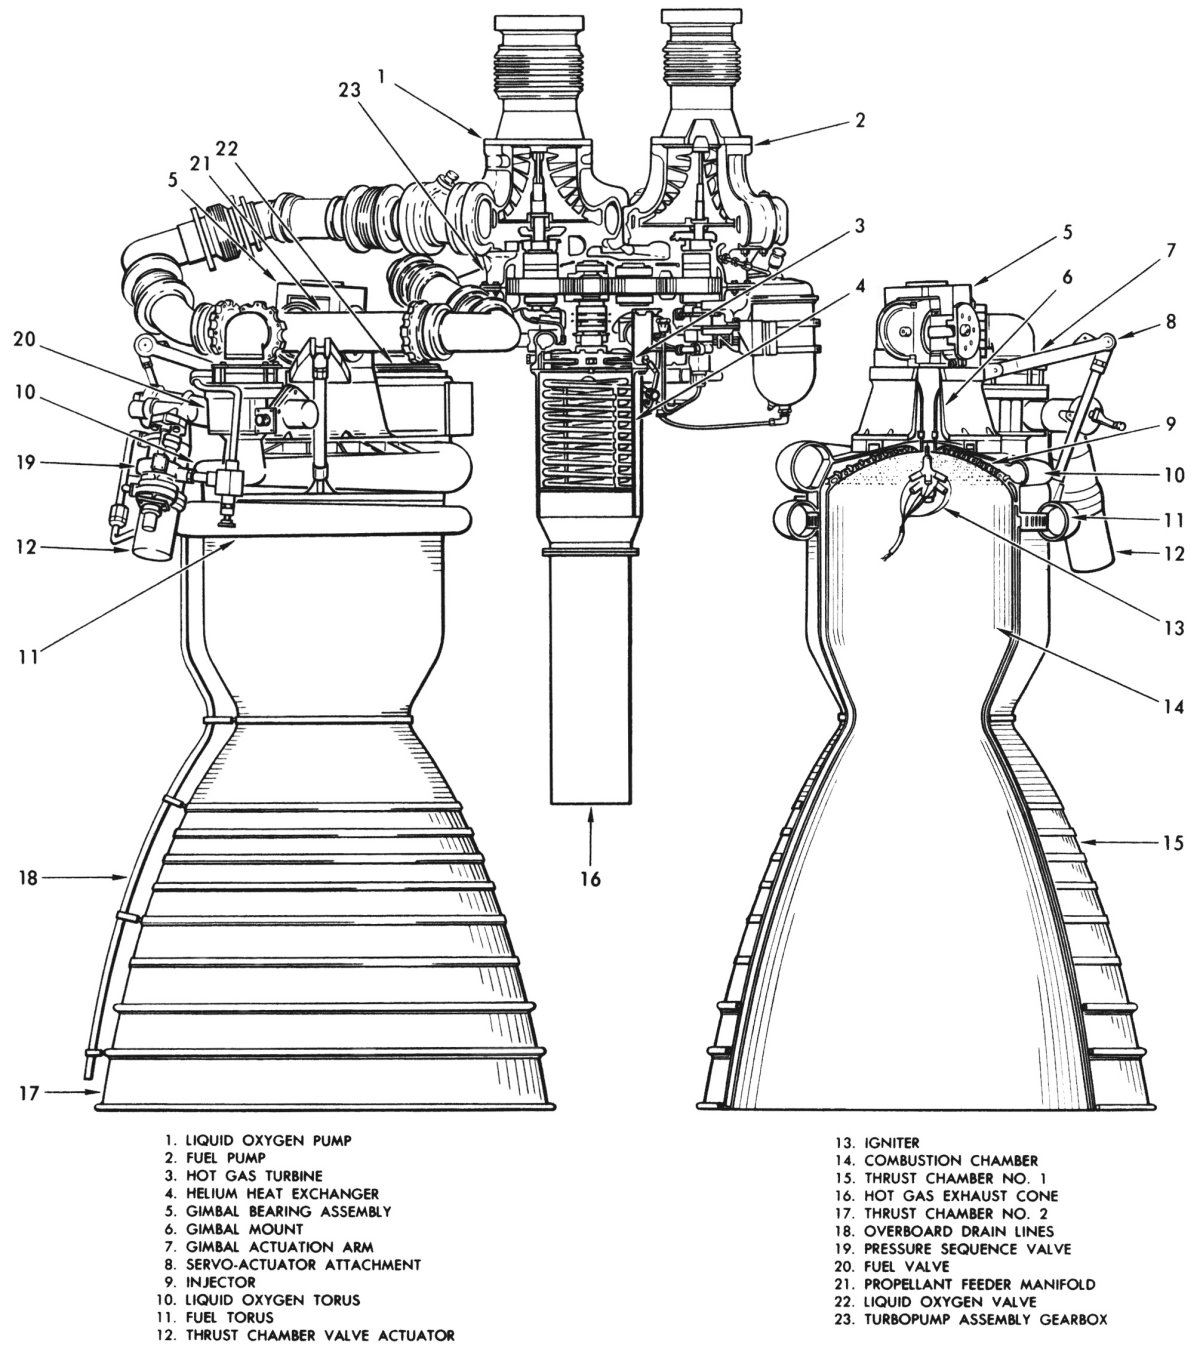 1
23
2
22
21
5
3
5
7
4
6
8
20
10
9
19
10
11
12
12
11
13
14
15
18
16
17
1. LIQUID OXYGEN PUMP
2. FUEL PUMP
3. HOT GAS TURBINE
4. HELIUM HEAT EXCHANGER
5. GIMBAL BEARING ASSEMBLY
6. GIMBAL MOUNT
7. GIMBAL ACTUATION ARM
8. SERVO-ACTUATOR ATTACHMENT
9. INJECTOR
10. LIQUID OXYGEN TORUS
11. FUEL TORUS
12. THRUST CHAMBER VALVE ACTUATOR
13. IGNITER
14. COMBUSTION CHAMBER
15. THRUST CHAMBER NO. 1
16. HOT GAS EXHAUST CONE
17. THRUST CHAMBER NO. 2
18. OVERBOARD DRAIN LINES
19. PRESSURE SEQUENCE VALVE
20. FUEL VALVE
21. PROPELLANT FEEDER MANIFOLD
22. LIQUID OXYGEN VALVE
23. TURBOPUMP ASSEMBLY GEARBOX